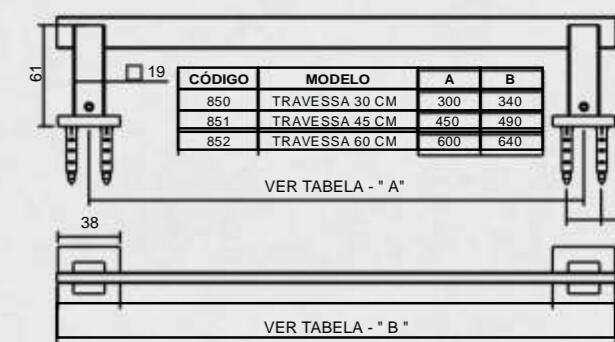 61
19
CÓDIGO MODELO A B
850 TRAVESSA 30 CM 300 340
851 TRAVESSA 45 CM 450 490
852 TRAVESSA 60 CM 600 640
VER TABELA - " A"
38
VER TABELA - " B "